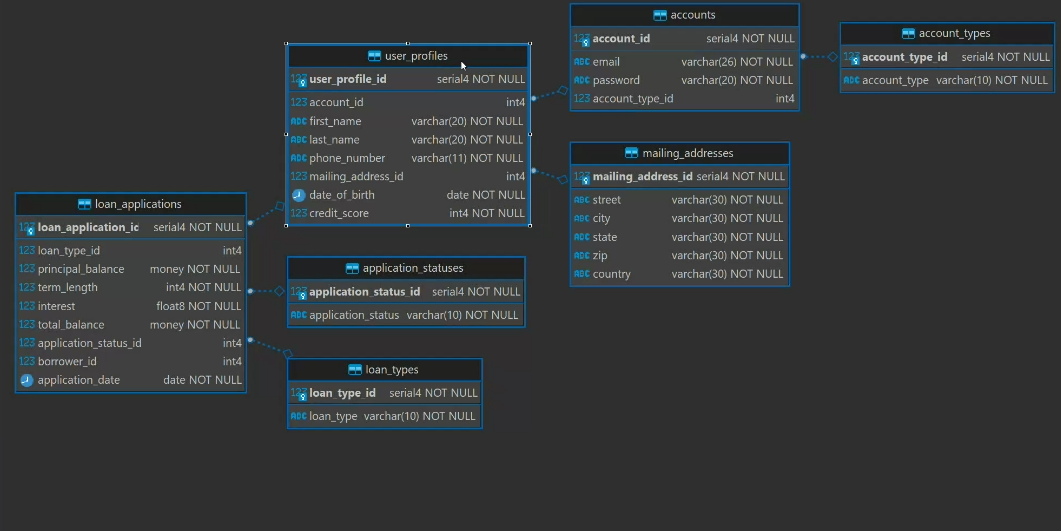 accounts
123 account_id serial4 NOT NULL
ABC email varchar(26) NOT NULL
ABC password varchar(20) NOT NULL
123 account_type_id int4
account_types
123 account_type_id serial4 NOT NULL
ABC account_type varchar(10) NOT NULL
user_profiles
123 user_profile_id serial4 NOT NULL
123 account_id int4
ABC first_name varchar(20) NOT NULL
ABC last_name varchar(20) NOT NULL
ABC phone_number varchar(11) NOT NULL
123 mailing_address_id int4
date_of_birth date NOT NULL
123 credit_score int4 NOT NULL
mailing_addresses
123 mailing_address_id serial4 NOT NULL
ABC street varchar(30) NOT NULL
ABC city varchar(30) NOT NULL
ABC state varchar(30) NOT NULL
ABC zip varchar(30) NOT NULL
ABC country varchar(30) NOT NULL
loan_applications
123 loan_application_ic serial4 NOT NULL
123 loan_type_id int4
123 principal_balance money NOT NULL
123 term_length int4 NOT NULL
123 interest float8 NOT NULL
123 total_balance money NOT NULL
123 application_status_id int4
123 borrower_id int4
application_date date NOT NULL
application_statuses
123 application_status_id serial4 NOT NULL
ABC application_status varchar(10) NOT NULL
loan_types
123 loan_type_id serial4 NOT NULL
ABC loan_type varchar(10) NOT NULL